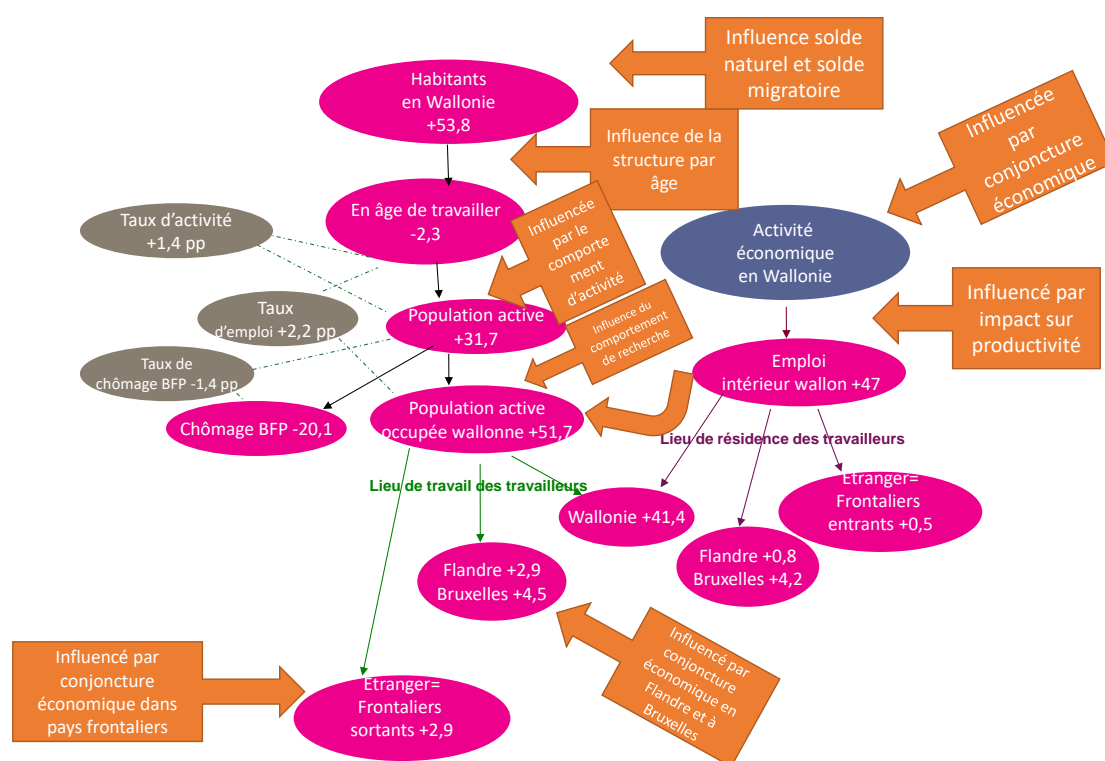 Influence solde
naturel et solde
migratoire
Habitants
en Wallonie
+53,8
Influencée
par
conjoncture
économique
Influence de la
structure par
âge
En âge de travailler
-2,3
Taux d’activité
+1,4 pp
Influencée
par le
comporte
ment
d’activité
Activité
économique
en Wallonie
Taux
d’emploi +2,2 pp
Population active
+31,7
Influence du
comportement
de recherche
Influencé par
impact sur
productivité
Taux de
chômage BFP -1,4 pp
Emploi
intérieur wallon +47
Chômage BFP -20,1
Population active
occupée wallonne +51,7
Lieu de résidence des travailleurs
Lieu de travail des travailleurs
Wallonie +41,4
Etranger=
Frontaliers
entrants +0,5
Flandre +2,9
Bruxelles +4,5
Flandre +0,8
Bruxelles +4,2
Influencé par
conjoncture
économique en
Flandre et à
Bruxelles
Influencé par
conjoncture
économique dans
pays frontaliers
Etranger=
Frontaliers
sortants +2,9